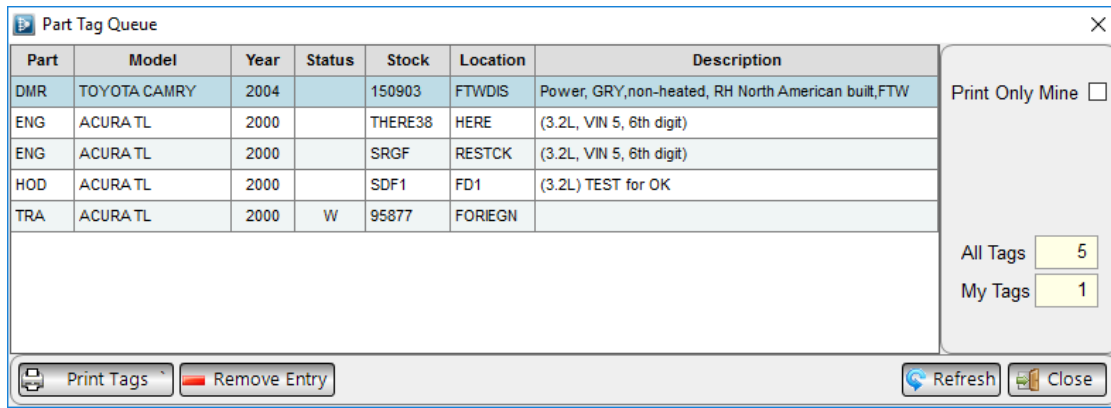 Part Tag Queue
Part Model Year Status Stock Location Description
DMR TOYOTA CAMRY 2004 150903 FTWDIS Power, GRY,non-heated, RH North American built,FTW
ENG ACURA TL 2000 THERE38 HERE (3.2L, VIN 5, 6th digit)
ENG ACURA TL 2000 SRGF RESTCK (3.2L, VIN 5, 6th digit)
HOD ACURA TL 2000 SDF1 FD1 (3.2L) TEST for OK
TRA ACURA TL 2000 W 95877 FORIEGN
Print Only Mine
All Tags 5
My Tags 1
Print Tags ` Remove Entry Refresh Close